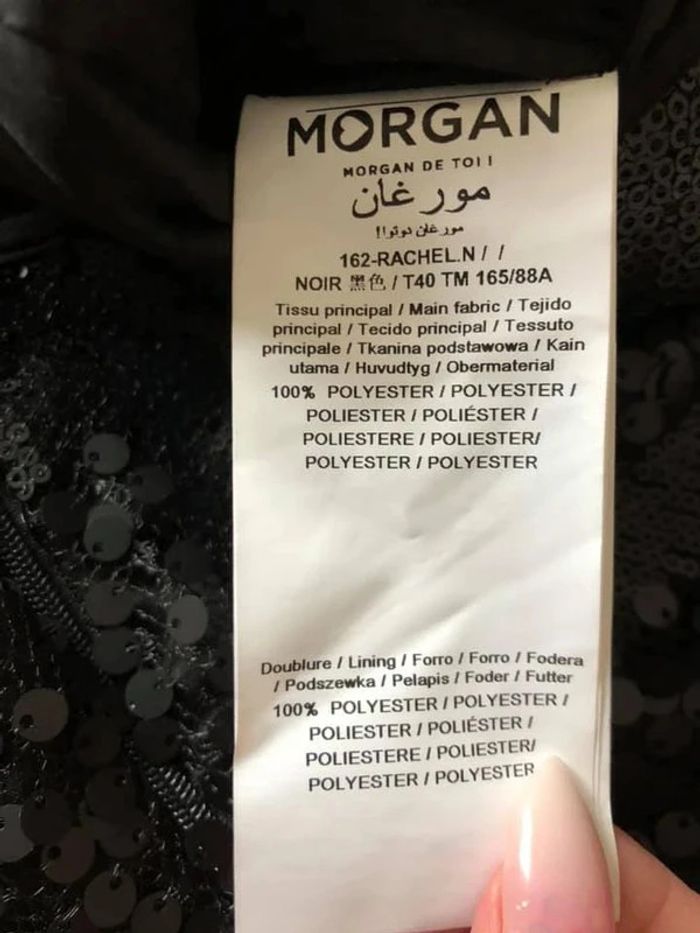 MORGAN
MORGAN DE TOI !
مورغان
مورغان دوتوا!!
162-RACHEL.N / /
NOIR 黑色 / T40 TM 165/88A
Tissu principal / Main fabric / Tejido
principal / Tecido principal / Tessuto
principale / Tkanina podstawowa / Kain
utama / Huvudtyg / Obermaterial
100% POLYESTER / POLYESTER /
POLIESTER / POLIÉSTER /
POLIESTERE / POLIESTER/
POLYESTER / POLYESTER
Doublure / Lining / Forro / Forro / Fodera
/ Podszewka / Pelapis / Foder / Futter
100% POLYESTER / POLYESTER /
POLIESTER / POLIÉSTER /
POLIESTERE / POLIESTER/
POLYESTER / POLYESTER